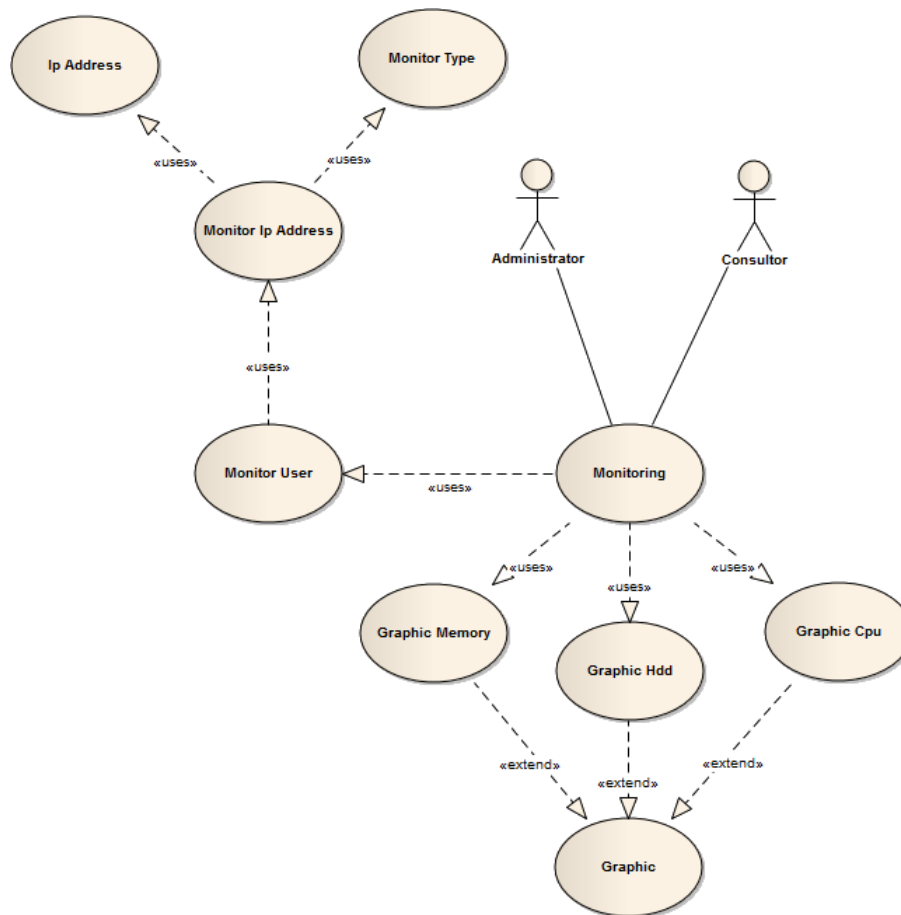 Ip Address
Monitor Type
«uses»
«uses»
Monitor Ip Address
Administrator
Consultor
«uses»
Monitor User
Monitoring
«uses»
«uses»
«uses»
«uses»
Graphic Memory
Graphic Hdd
Graphic Cpu
«extend»
«extend»
«extend»
Graphic